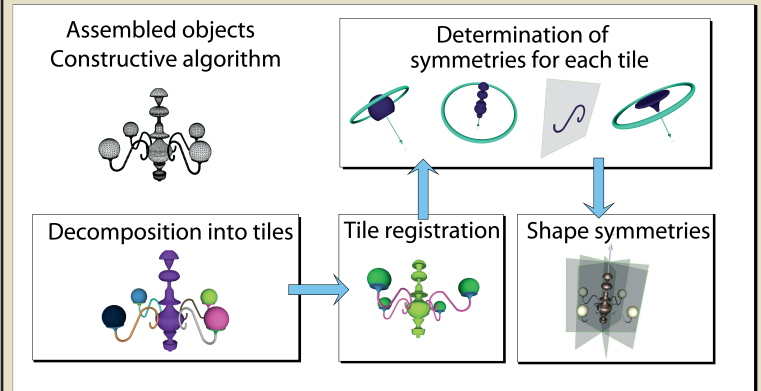 Assembled objects
Constructive algorithm
Determination of
symmetries for each tile
Decomposition into tiles
Tile registration
Shape symmetries